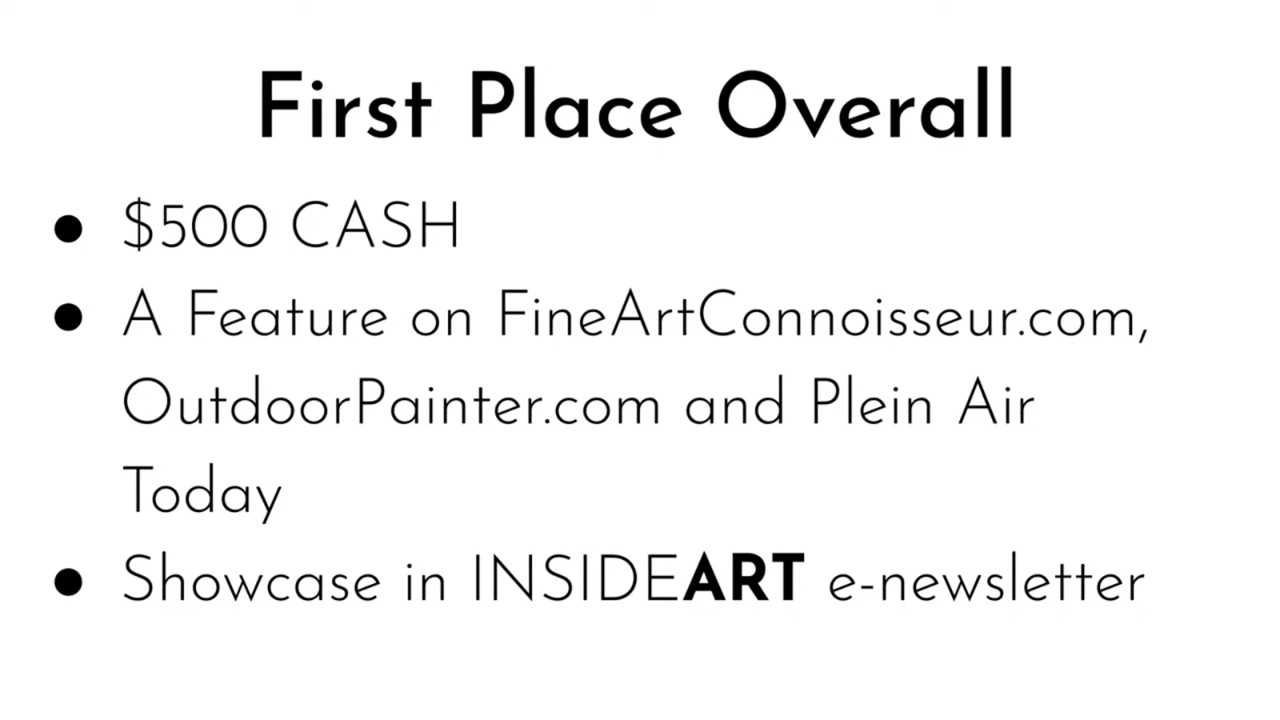 First Place Overall
● $500 CASH
● A Feature on FineArtConnoisseur.com,
OutdoorPainter.com and Plein Air
Today
● Showcase in INSIDEART e-newsletter